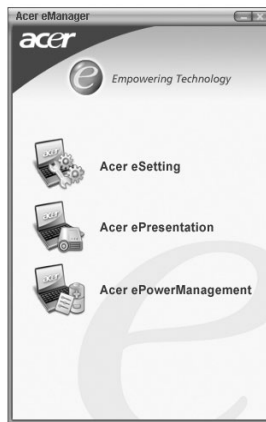 Acer eManager
acer
e Empowering Technology
Acer eSetting
Acer ePresentation
Acer ePowerManagement